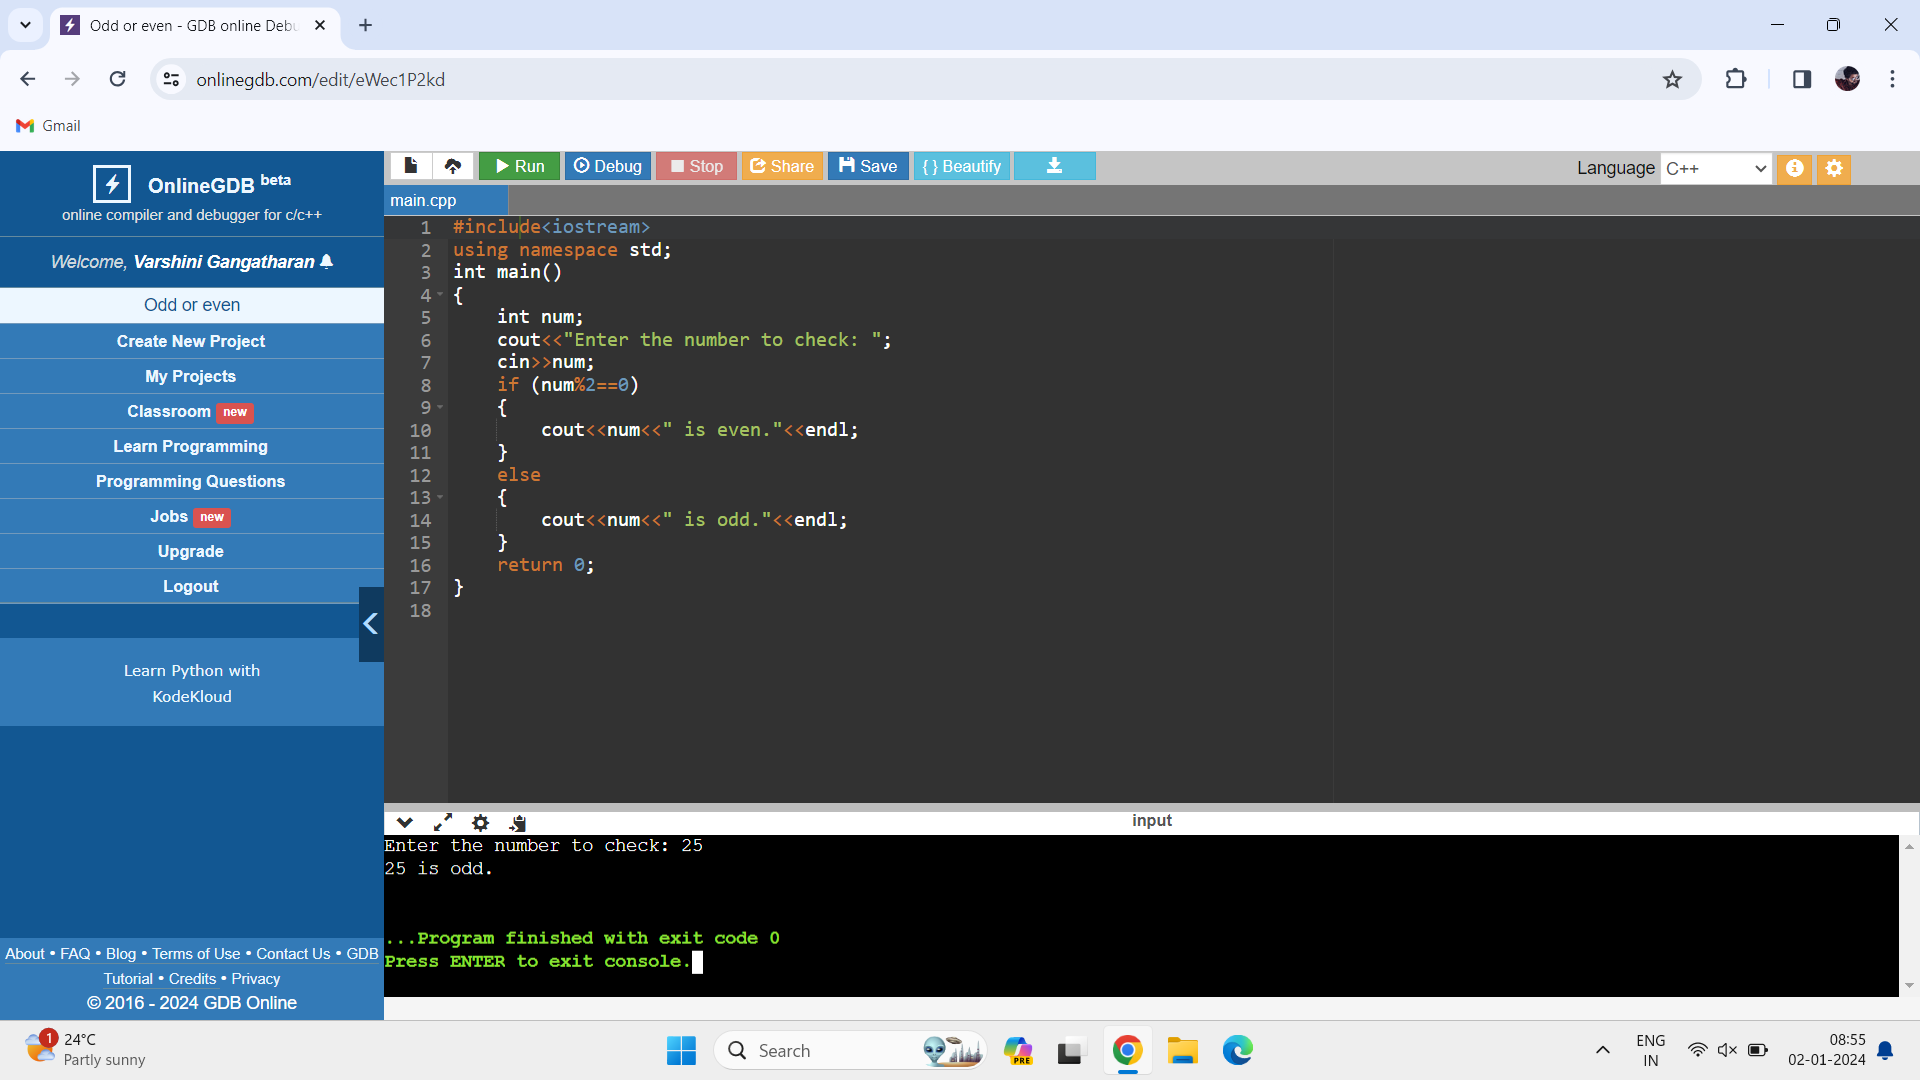 Odd or even - GDB online Debu
onlinegdb.com/edit/eWec1P2kd
Gmail
OnlineGDB beta
online compiler and debugger for c/c++
Welcome, Varshini Gangatharan
Odd or even
Create New Project
My Projects
Classroom new
Learn Programming
Programming Questions
Jobs new
Upgrade
Logout
Learn Python with
KodeKloud
About • FAQ • Blog • Terms of Use • Contact Us • GDB
Tutorial • Credits • Privacy
© 2016 - 2024 GDB Online
Run Debug Stop Share Save { } Beautify
Language C++
main.cpp
1 #include<iostream>
2 using namespace std;
3 int main()
4 {
5     int num;
6     cout<<"Enter the number to check: ";
7     cin>>num;
8     if (num%2==0)
9     {
10         cout<<num<<" is even."<<endl;
11     }
12     else
13     {
14         cout<<num<<" is odd."<<endl;
15     }
16     return 0;
17 }
18
input
Enter the number to check: 25
25 is odd.
...Program finished with exit code 0
Press ENTER to exit console.
1
24°C
Partly sunny
Search
PRE
ENG
IN
08:55
02-01-2024